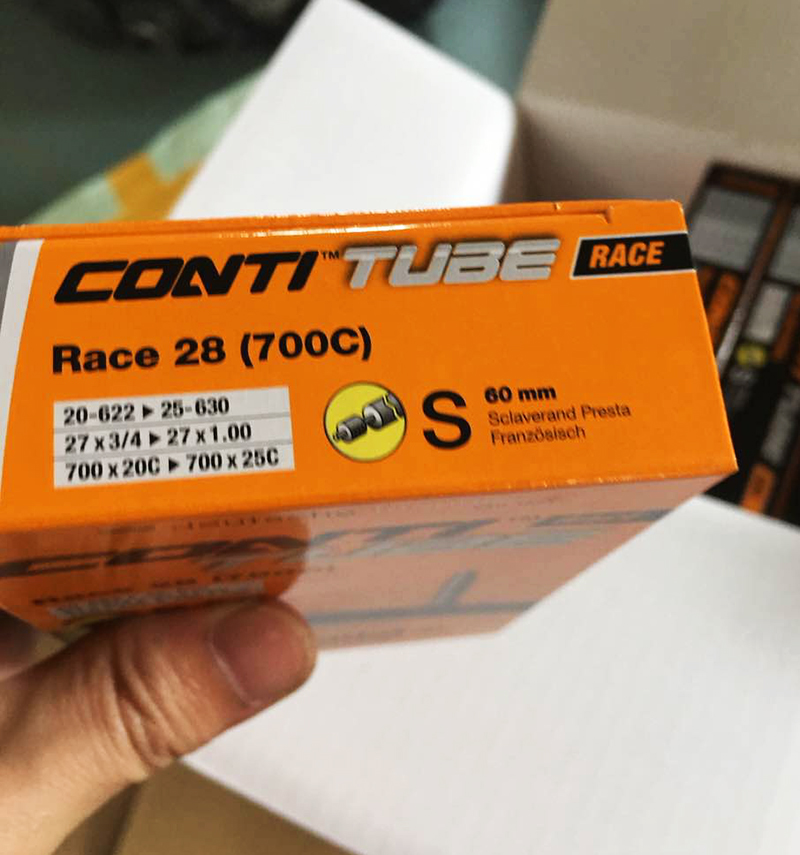 CONTI™ TUBE RACE
Race 28 (700C)
20-622 ▶ 25-630
27 x 3/4 ▶ 27 x 1.00
700 x 20C ▶ 700 x 25C
S
60 mm
Sclaverand Presta
Französisch